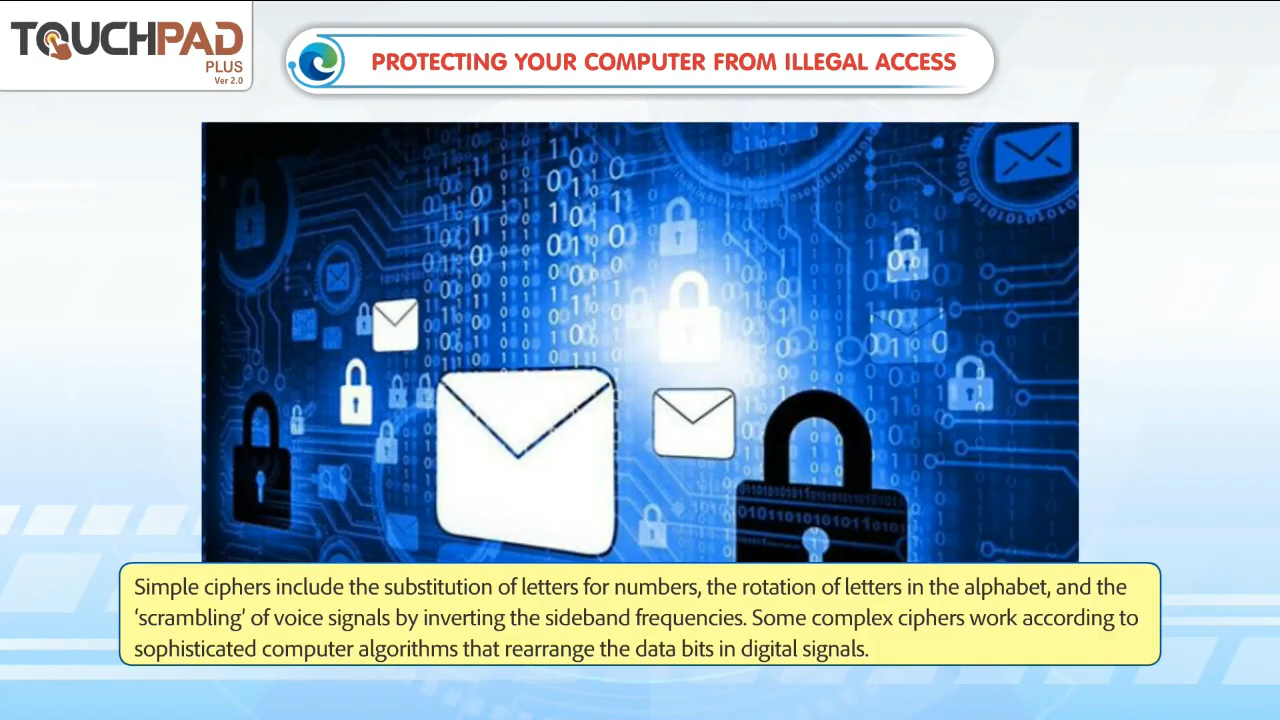 TOUCHPAD
PLUS
Ver 2.0
PROTECTING YOUR COMPUTER FROM ILLEGAL ACCESS
Simple ciphers include the substitution of letters for numbers, the rotation of letters in the alphabet, and the
‘scrambling’ of voice signals by inverting the sideband frequencies. Some complex ciphers work according to
sophisticated computer algorithms that rearrange the data bits in digital signals.